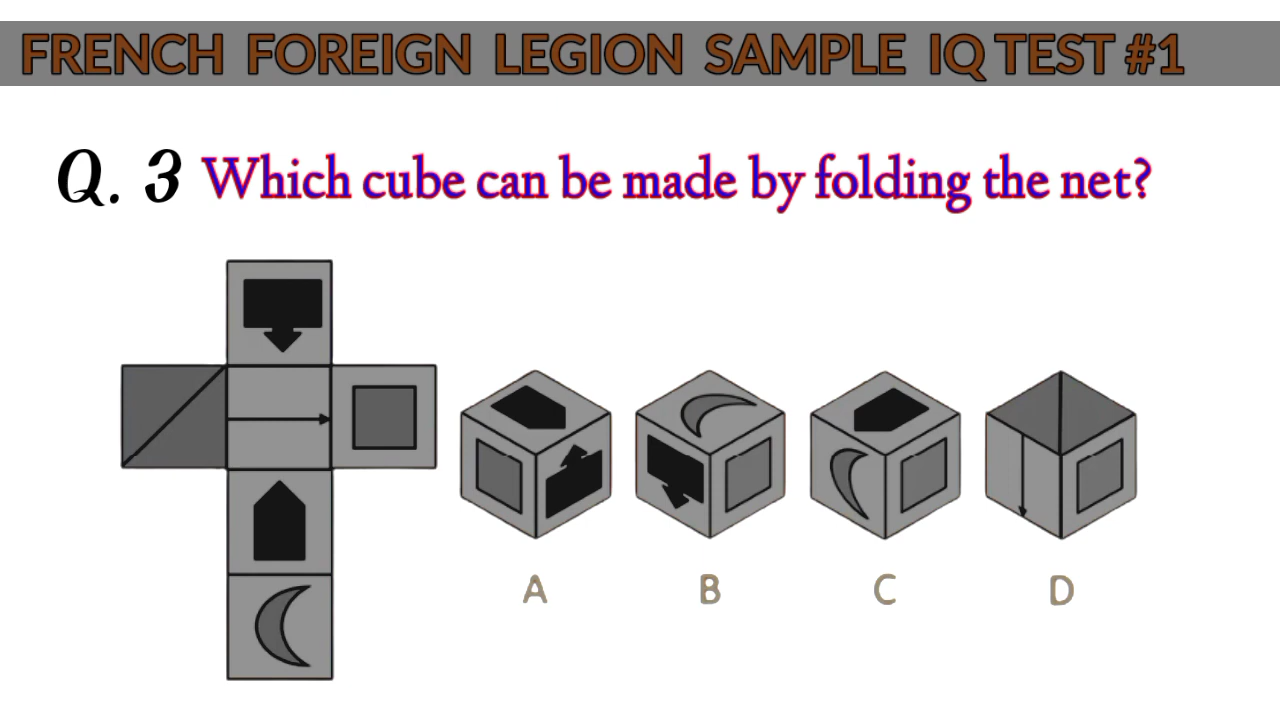 FRENCH FOREIGN LEGION SAMPLE IQ TEST #1
Q. 3 Which cube can be made by folding the net?
A B C D